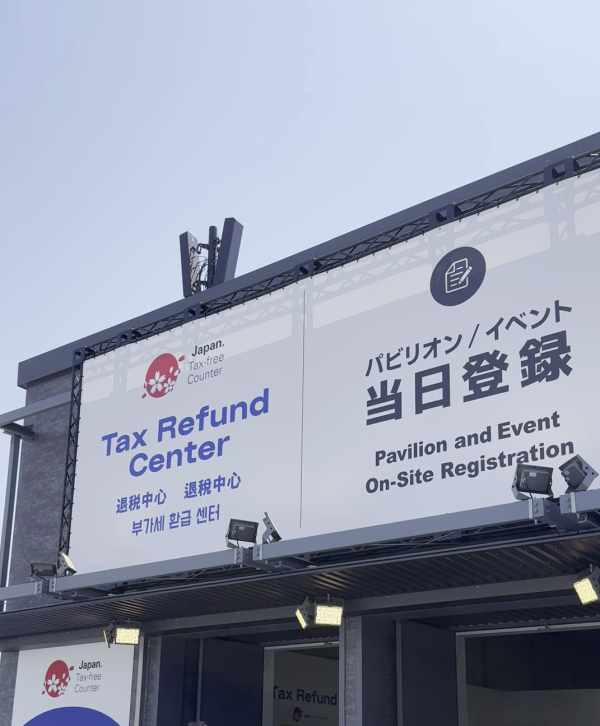 Japan.
Tax-free
Counter
Tax Refund
Center
退税中心 退稅中心
부가세 환급 센터
パビリオン / イベント
当日登録
Pavilion and Event
On-Site Registration
Japan.
Tax-free
Counter
Tax Refund